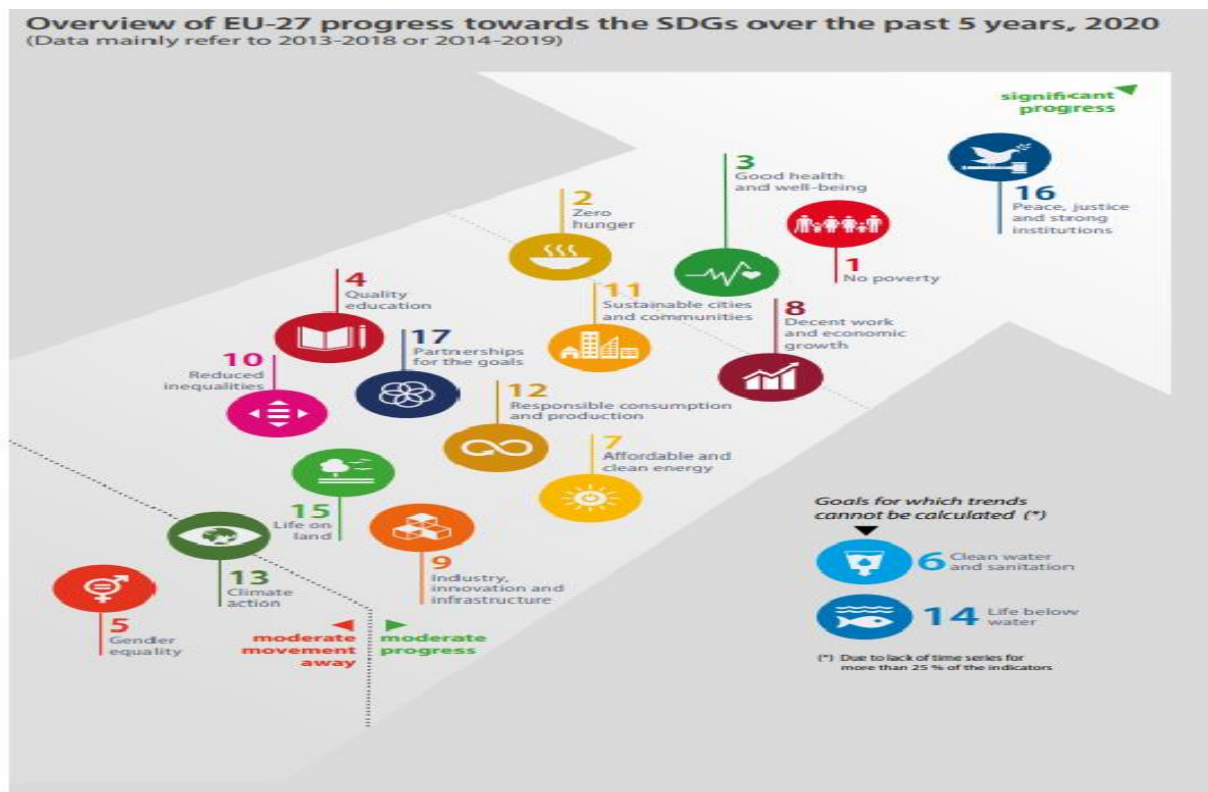 Overview of EU-27 progress towards the SDGs over the past 5 years, 2020
(Data mainly refer to 2013-2018 or 2014-2019)
significant
progress
16
Peace, justice
and strong
institutions
3
Good health
and well-being
1
No poverty
2
Zero
hunger
11
Sustainable cities
and communities
8
Decent work
and economic
growth
4
Quality
education
17
Partnerships
for the goals
10
Reduced
inequalities
12
Responsible consumption
and production
7
Affordable and
clean energy
15
Life on
land
9
Industry,
innovation and
infrastructure
13
Climate
action
5
Gender
equality
moderate
movement
away
moderate
progress
Goals for which trends
cannot be calculated (*)
6 Clean water
and sanitation
14 Life below
water
(*) Due to lack of time series for
more than 25 % of the indicators